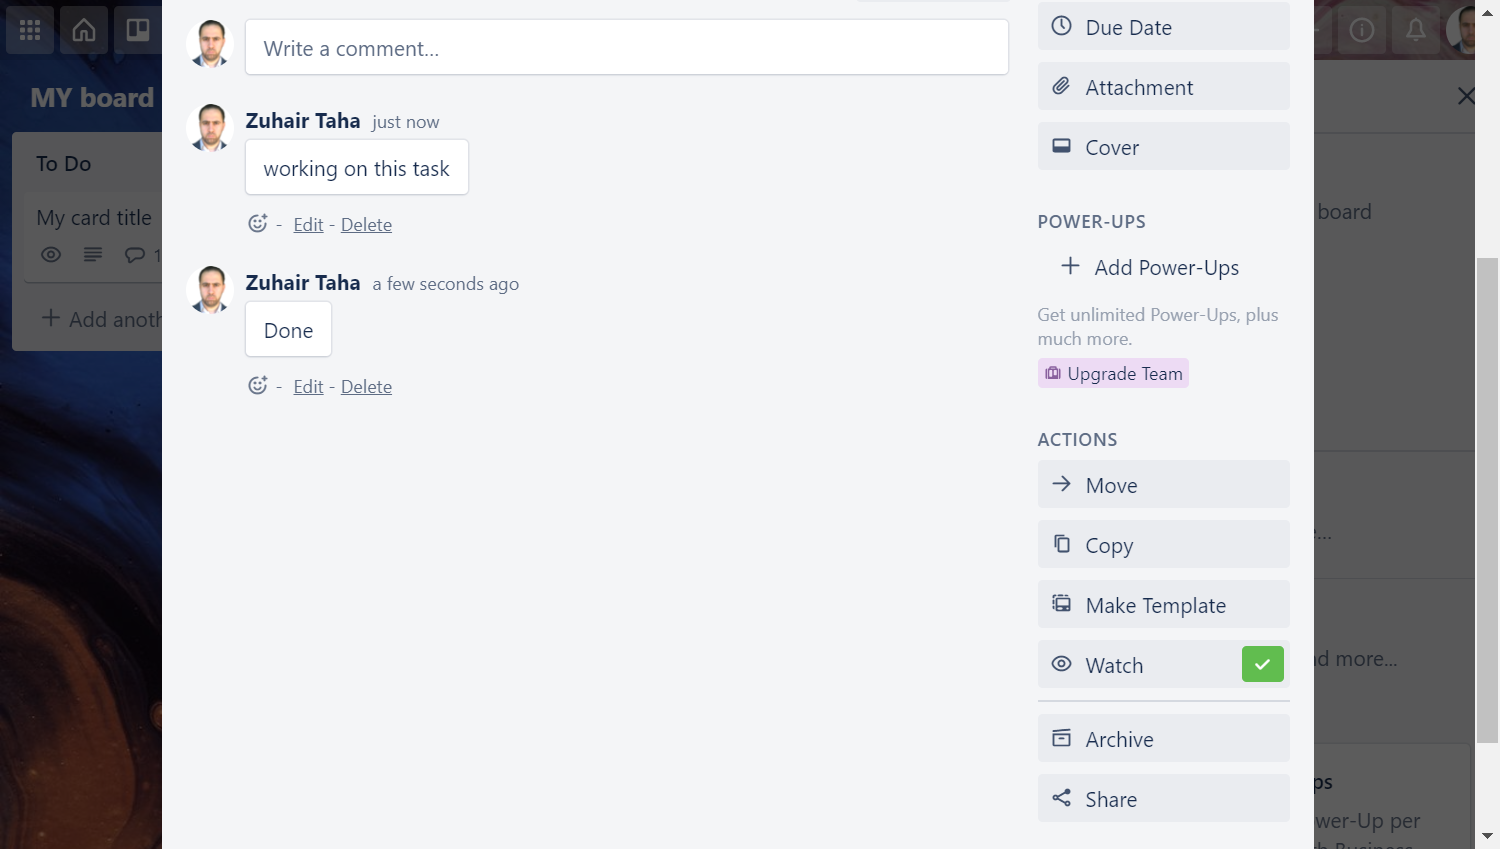 MY board
To Do
My card title
1
Add anoth
Write a comment…
Zuhair Taha just now
working on this task
- Edit - Delete
Zuhair Taha a few seconds ago
Done
- Edit - Delete
Due Date
Attachment
Cover
POWER-UPS
Add Power-Ups
Get unlimited Power-Ups, plus
much more.
Upgrade Team
ACTIONS
Move
Copy
Make Template
Watch
Archive
Share
board
e…
d more…
ps
wer-Up per